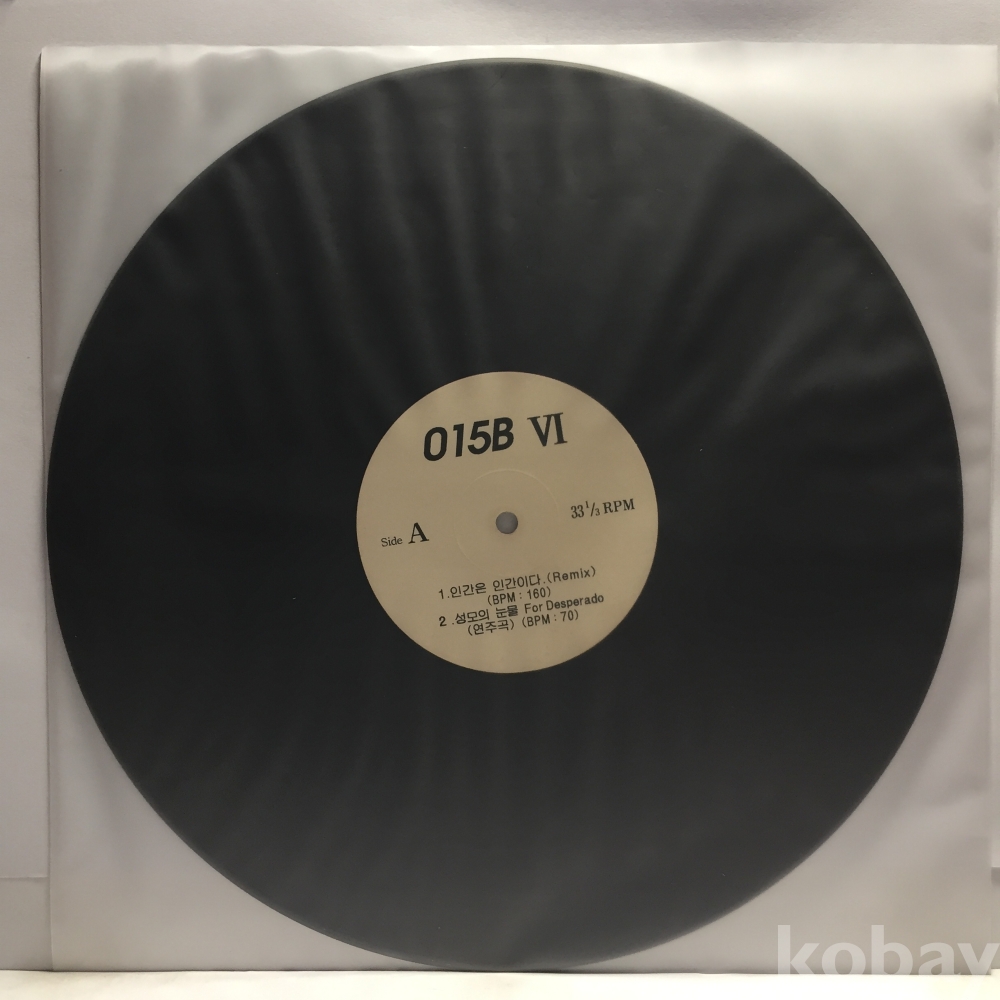 015B VI
33 1/3 RPM
Side A
1.인간은 인간이다.(Remix)
(BPM : 160)
2 .성모의 눈물 For Desperado
(연주곡) (BPM : 70)
kobay